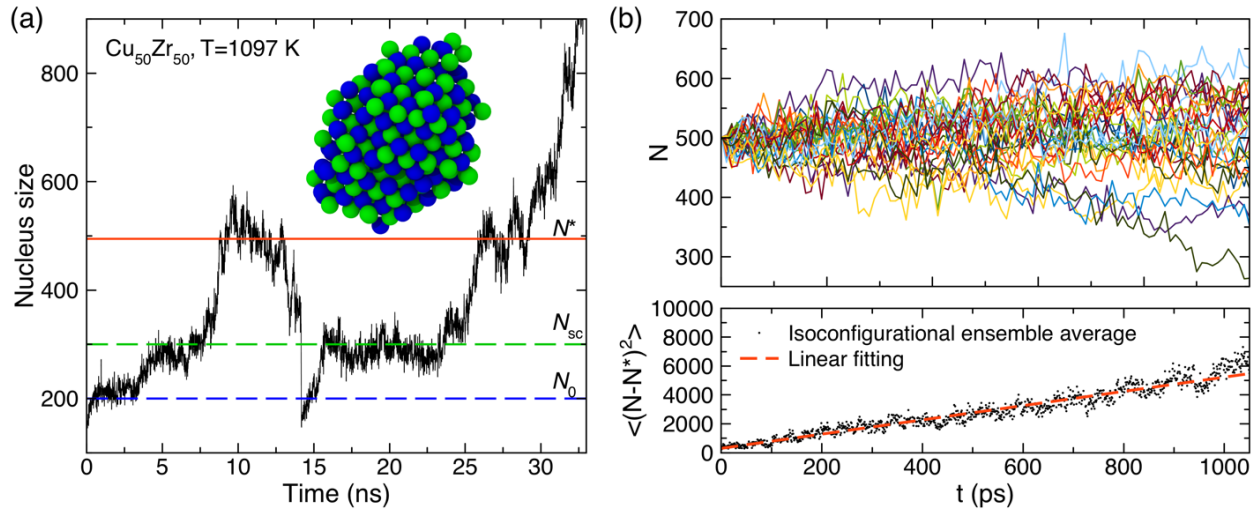 (a)
Cu50Zr50, T=1097 K
Nucleus size
800
600
400
200
N*
Nsc
N0
0 5 10 15 20 25 30
Time (ns)
(b)
N
700
600
500
400
300
<(N-N*)2>
10000
8000
6000
4000
2000
0
Isoconfigurational ensemble average
Linear fitting
0 200 400 600 800 1000
t (ps)